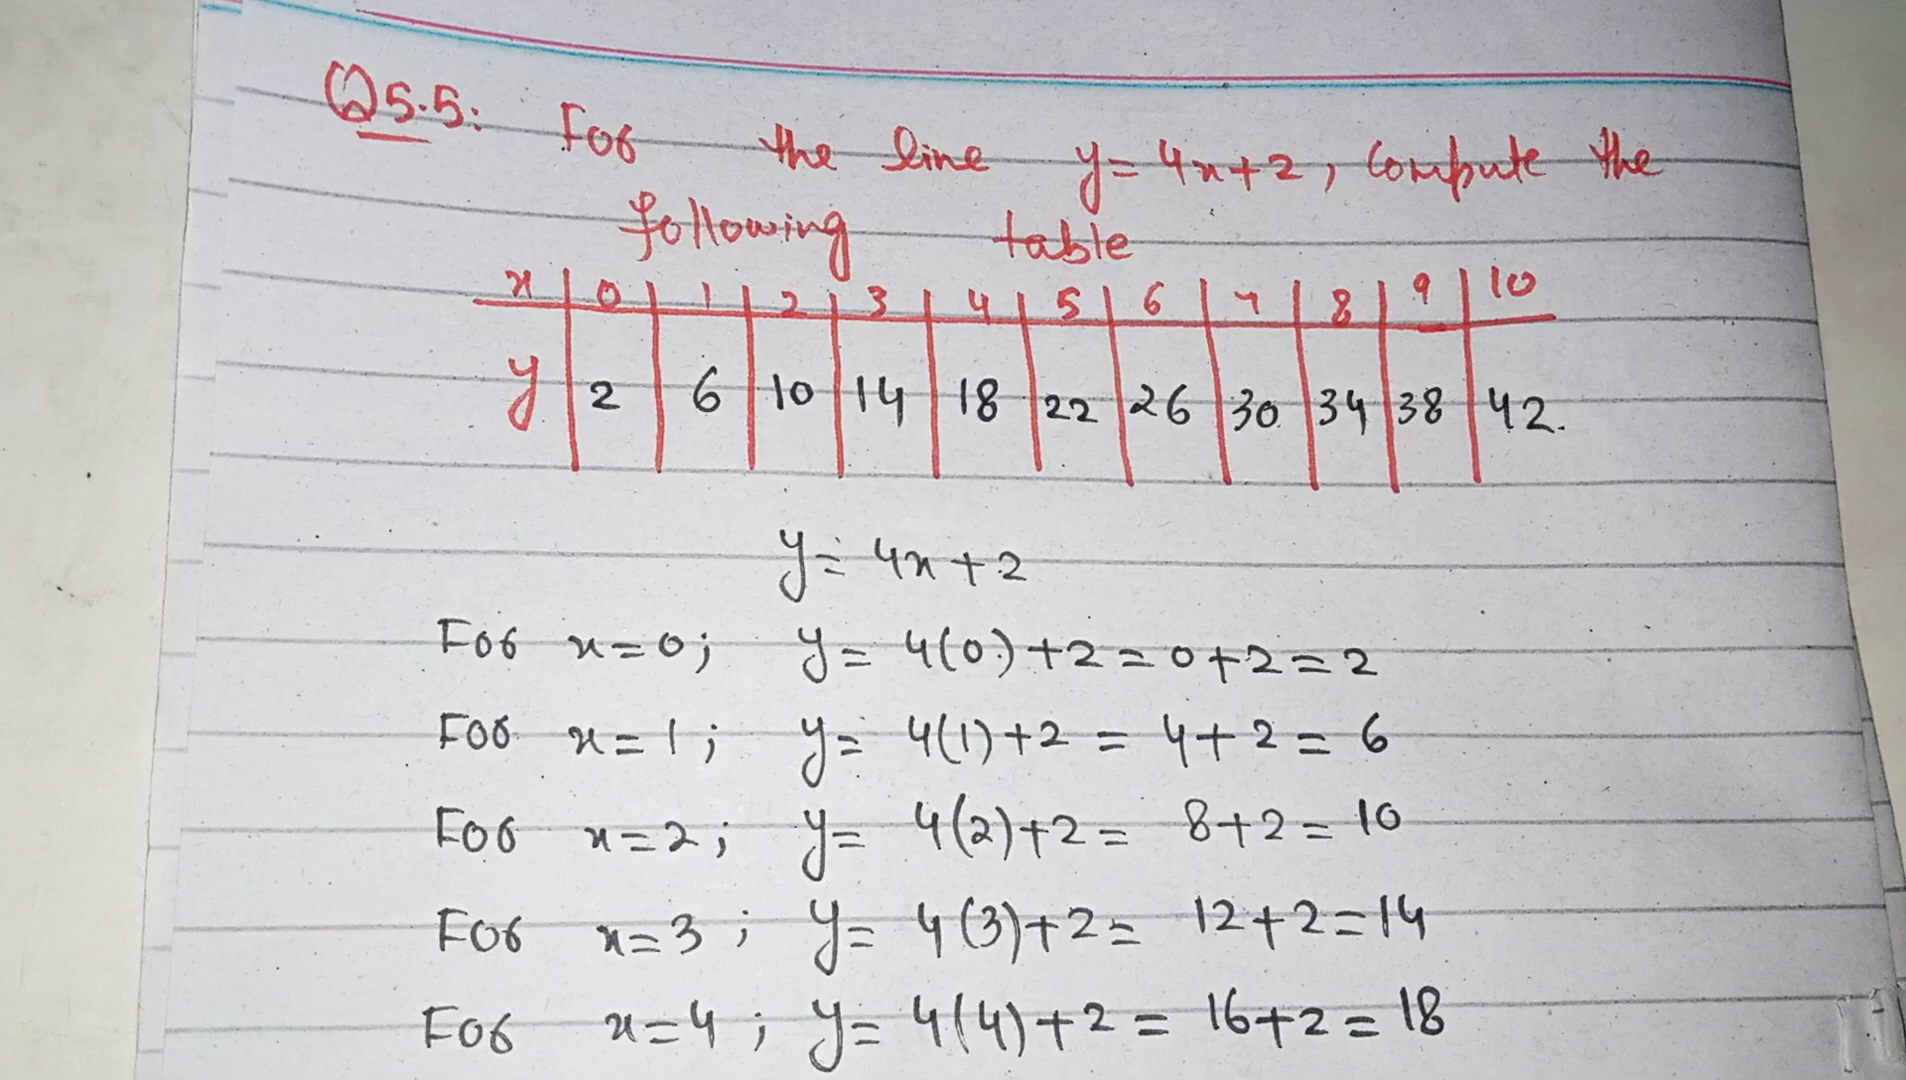 Q5.5: For the line y = 4x+2, compute the
following table
x | 0 | 1 | 2 | 3 | 4 | 5 | 6 | 7 | 8 | 9 | 10
y | 2 | 6 | 10 | 14 | 18 | 22 | 26 | 30 | 34 | 38 | 42.
y = 4x+2
For x=0; y= 4(0)+2 = 0+2 = 2
For x=1; y= 4(1)+2 = 4+2 = 6
For x=2; y= 4(2)+2 = 8+2 = 10
For x=3; y= 4(3)+2 = 12+2=14
For x=4; y= 4(4)+2 = 16+2 = 18